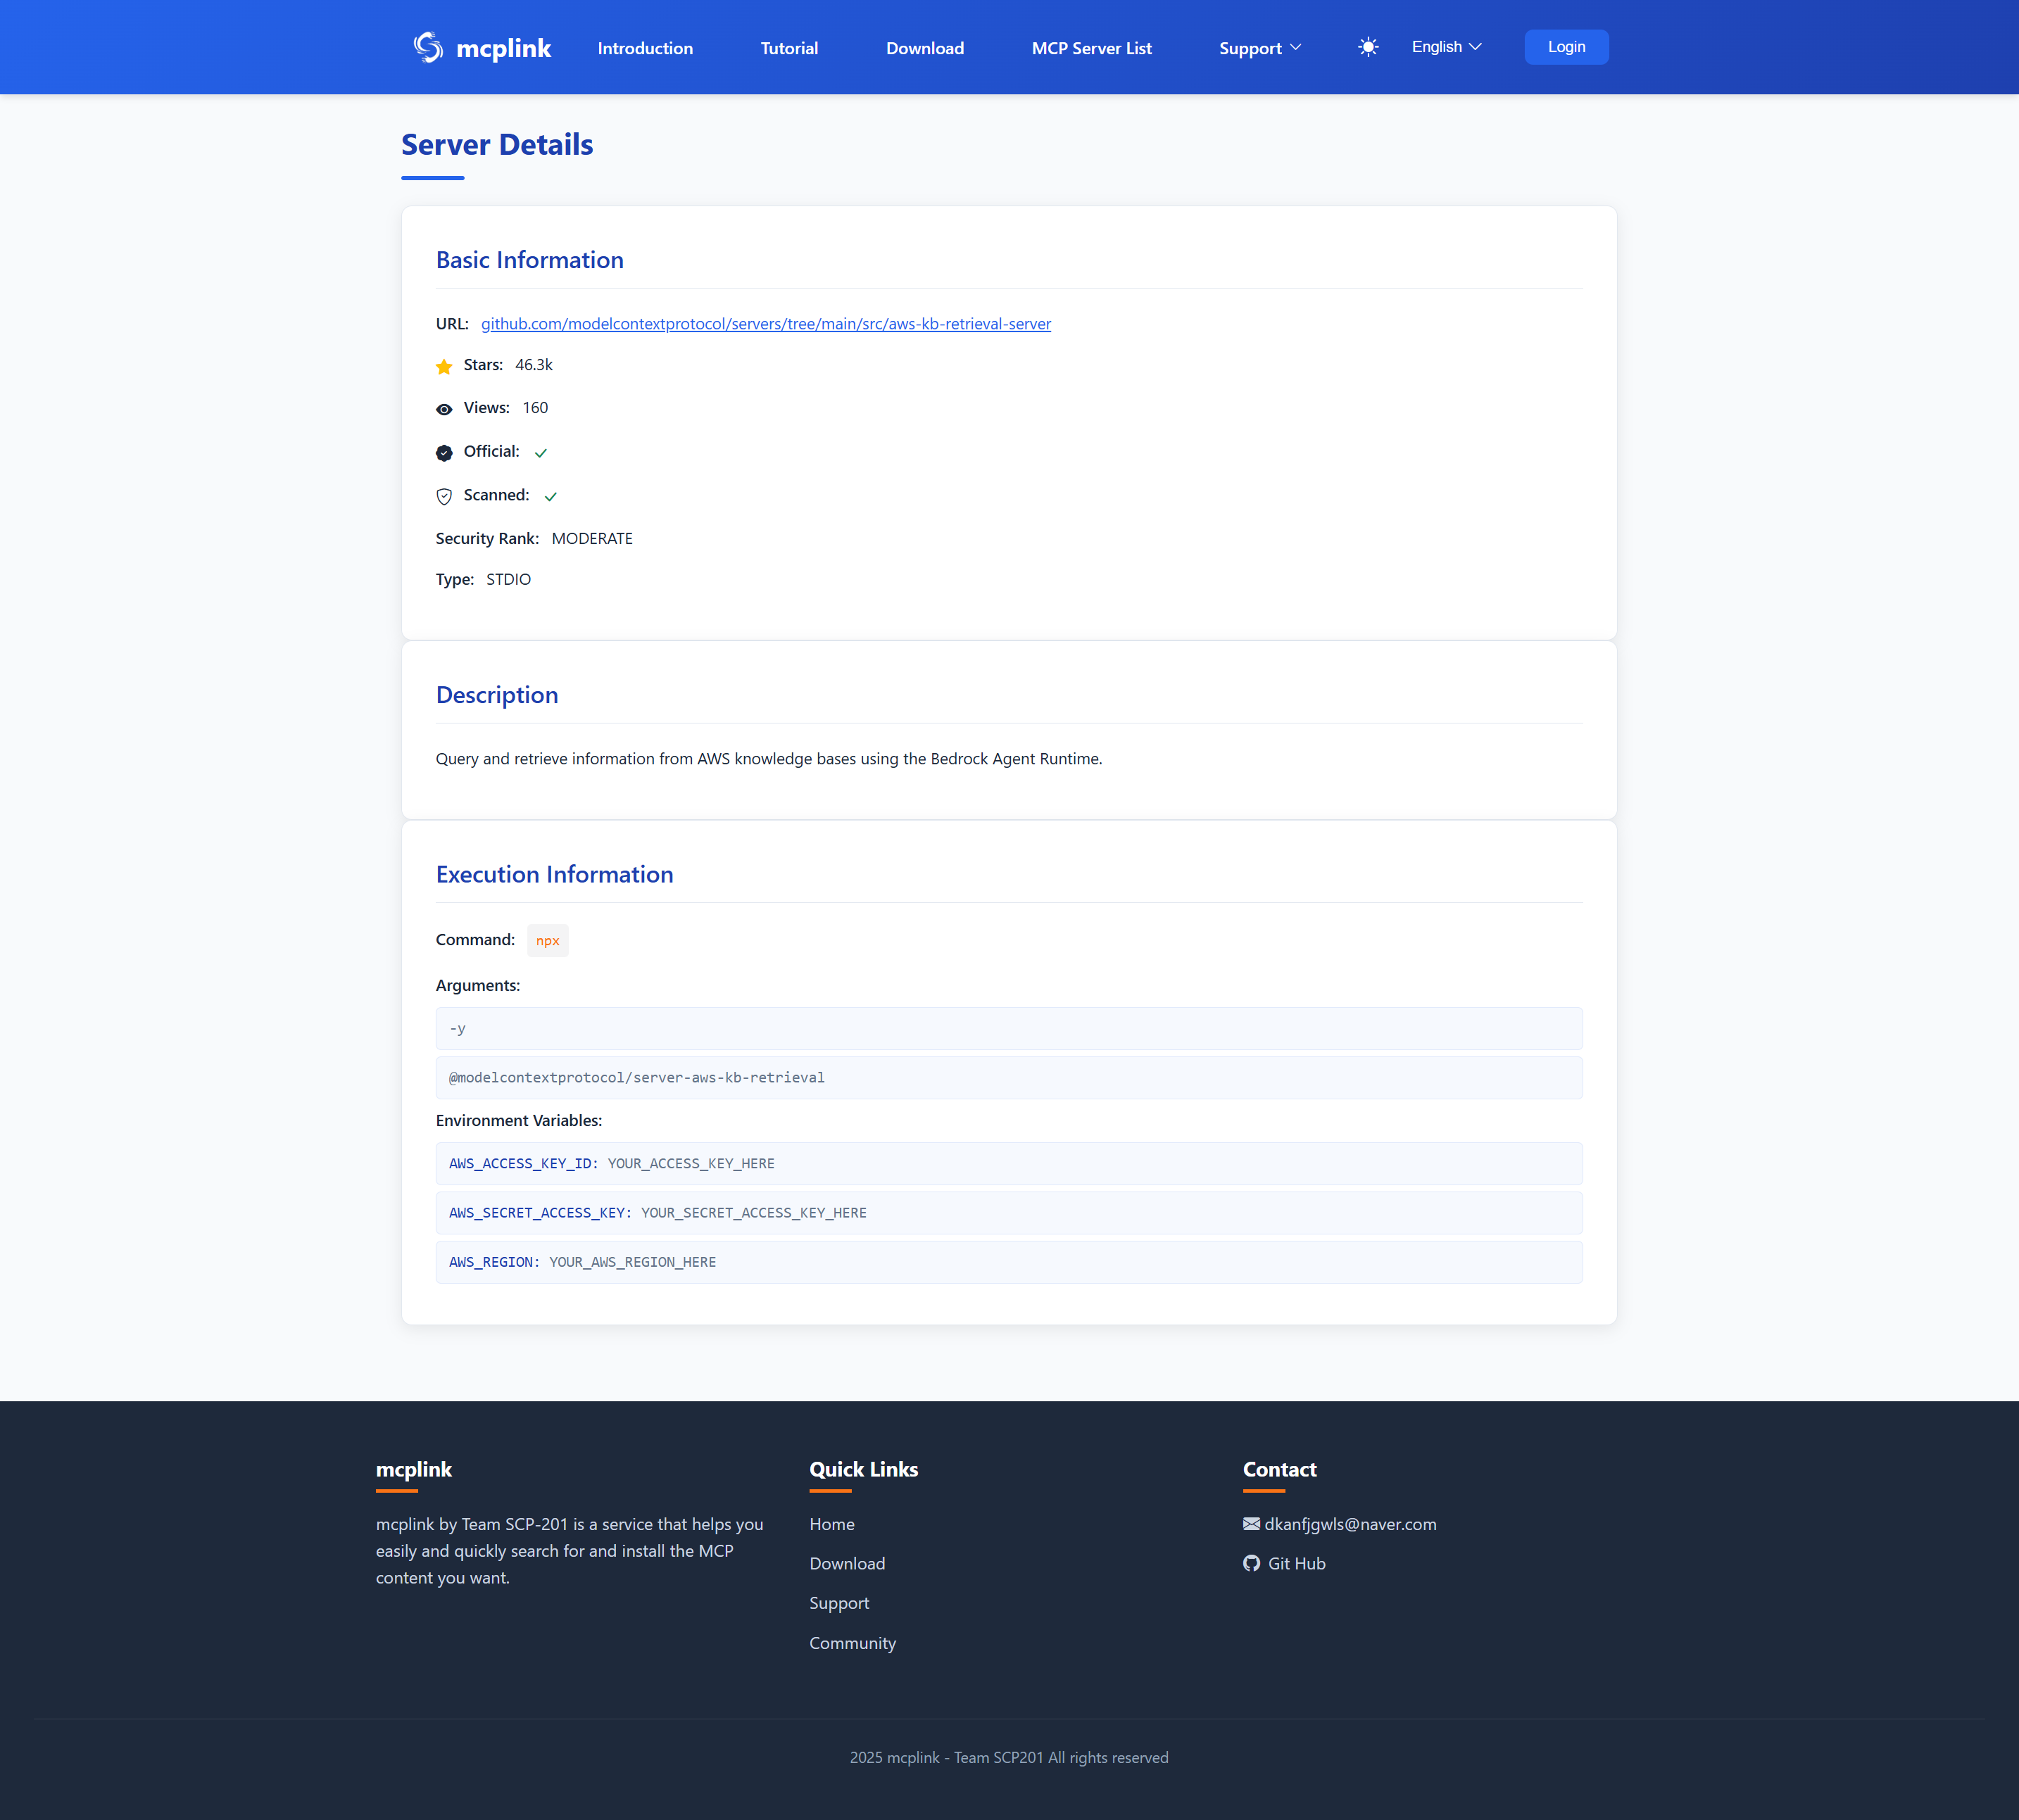 mcplink
Introduction
Tutorial
Download
MCP Server List
Support
English
Login
Server Details
Basic Information
URL: github.com/modelcontextprotocol/servers/tree/main/src/aws-kb-retrieval-server
Stars: 46.3k
Views: 160
Official:
Scanned:
Security Rank: MODERATE
Type: STDIO
Description
Query and retrieve information from AWS knowledge bases using the Bedrock Agent Runtime.
Execution Information
Command: npx
Arguments:
-y
@modelcontextprotocol/server-aws-kb-retrieval
Environment Variables:
AWS_ACCESS_KEY_ID: YOUR_ACCESS_KEY_HERE
AWS_SECRET_ACCESS_KEY: YOUR_SECRET_ACCESS_KEY_HERE
AWS_REGION: YOUR_AWS_REGION_HERE
mcplink
mcplink by Team SCP-201 is a service that helps you
easily and quickly search for and install the MCP
content you want.
Quick Links
Home
Download
Support
Community
Contact
dkanfjgwls@naver.com
Git Hub
2025 mcplink - Team SCP201 All rights reserved